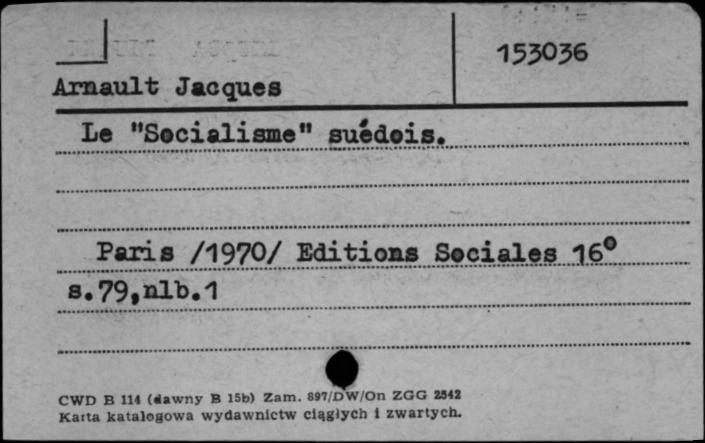 153036
Arnault Jacques
Le "Socialisme" suédois.
Paris /1970/ Editions Sociales 16°
s.79,nlb.1
CWD B 114 (dawny B 15b) Zam. 897/DW/On ZGG 2542
Karta katalogowa wydawnictw ciągłych i zwartych.